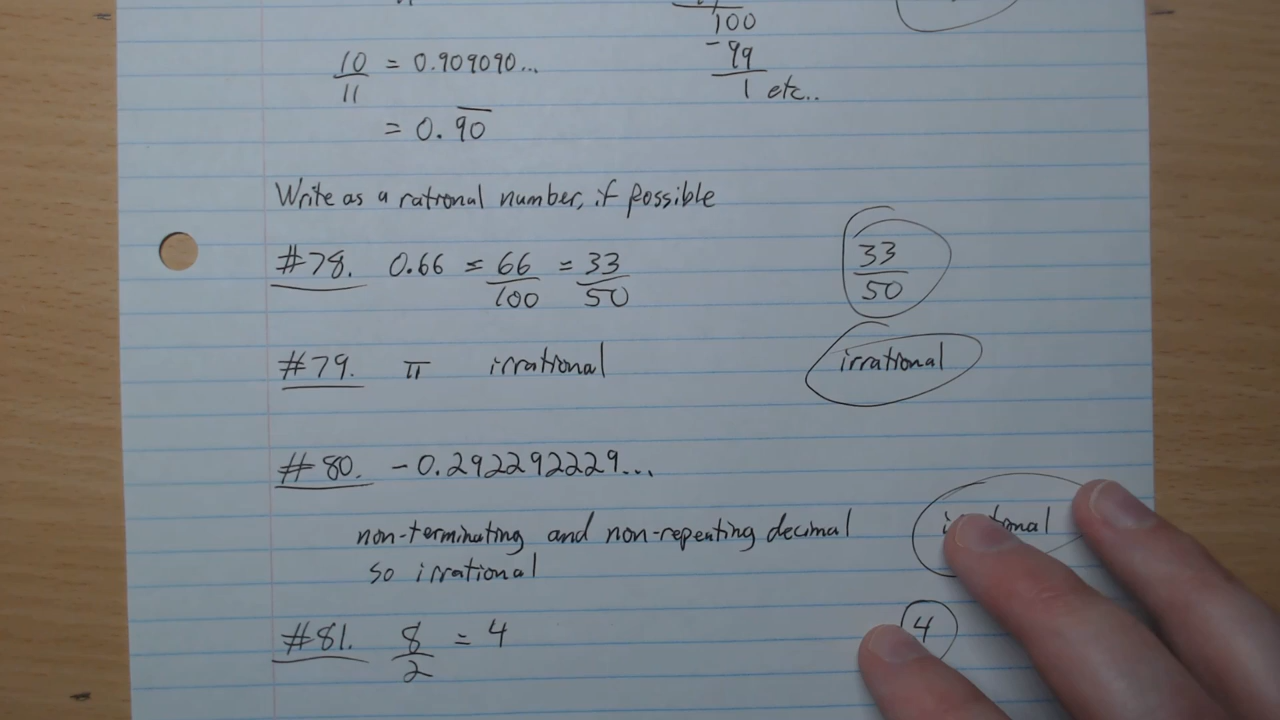 100
10/11 = 0.909090...
-99
1 etc..
= 0.9̅0̅
Write as a rational number, if possible
#78. 0.66 = 66/100 = 33/50
33/50
#79. π irrational
irrational
#80. -0.292292229...
non-terminating and non-repeating decimal
so irrational
#81. 8/2 = 4
4